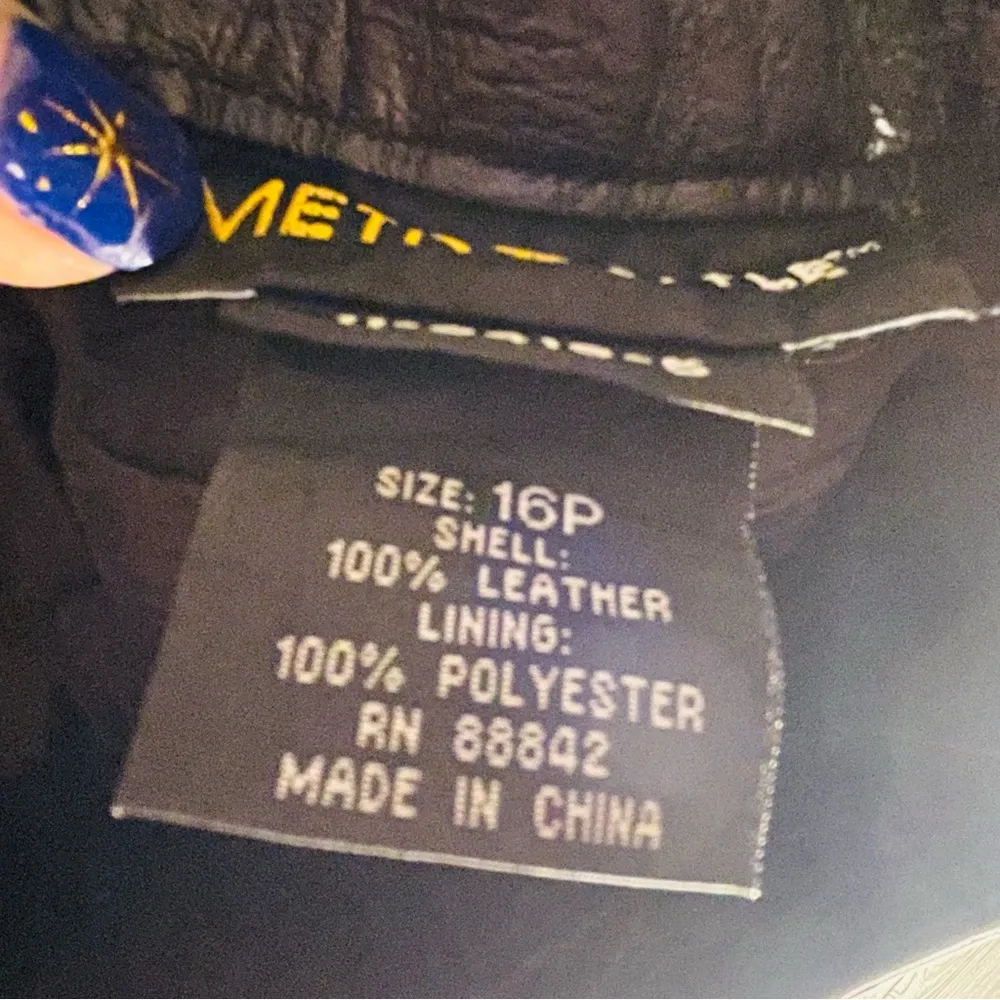 SIZE: 16P
SHELL:
100% LEATHER
LINING:
100% POLYESTER
RN 88842
MADE IN CHINA